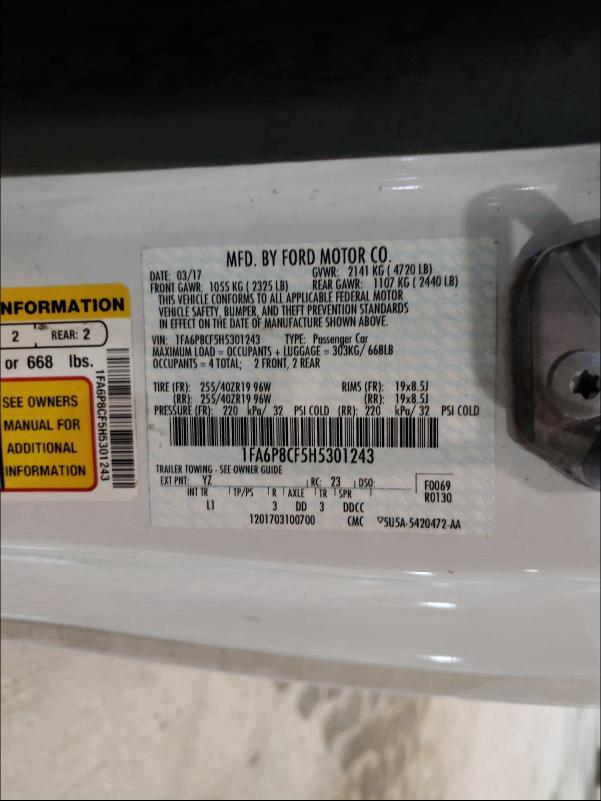 NFORMATION
2 REAR: 2
or 668 lbs.
SEE OWNERS
MANUAL FOR
ADDITIONAL
INFORMATION
1FA6P8CF5H5301243
MFD. BY FORD MOTOR CO.
DATE: 03/17 GVWR: 2141 KG ( 4720 LB)
FRONT GAWR: 1055 KG ( 2325 LB) REAR GAWR: 1107 KG ( 2440 LB)
THIS VEHICLE CONFORMS TO ALL APPLICABLE FEDERAL MOTOR
VEHICLE SAFETY, BUMPER, AND THEFT PREVENTION STANDARDS
IN EFFECT ON THE DATE OF MANUFACTURE SHOWN ABOVE.
VIN: 1FA6P8CF5H5301243 TYPE: Passenger Car
MAXIMUM LOAD = OCCUPANTS + LUGGAGE = 303KG/ 668LB
OCCUPANTS = 4 TOTAL; 2 FRONT, 2 REAR
TIRE (FR): 255/40ZR19 96W RIMS (FR): 19x8.5J
(RR): 255/40ZR19 96W (RR): 19x8.5J
PRESSURE (FR): 220 kPa/ 32 PSI COLD (RR): 220 kPa/ 32 PSI COLD
1FA6P8CF5H5301243
TRAILER TOWING - SEE OWNER GUIDE
EXT PNT: YZ RC: 23 DSO: F0069
INT TR TP/PS R AXLE TR SPR R0130
L1 3 DD 3 DDCC
1201703100700 CMC 5U5A-5420472-AA